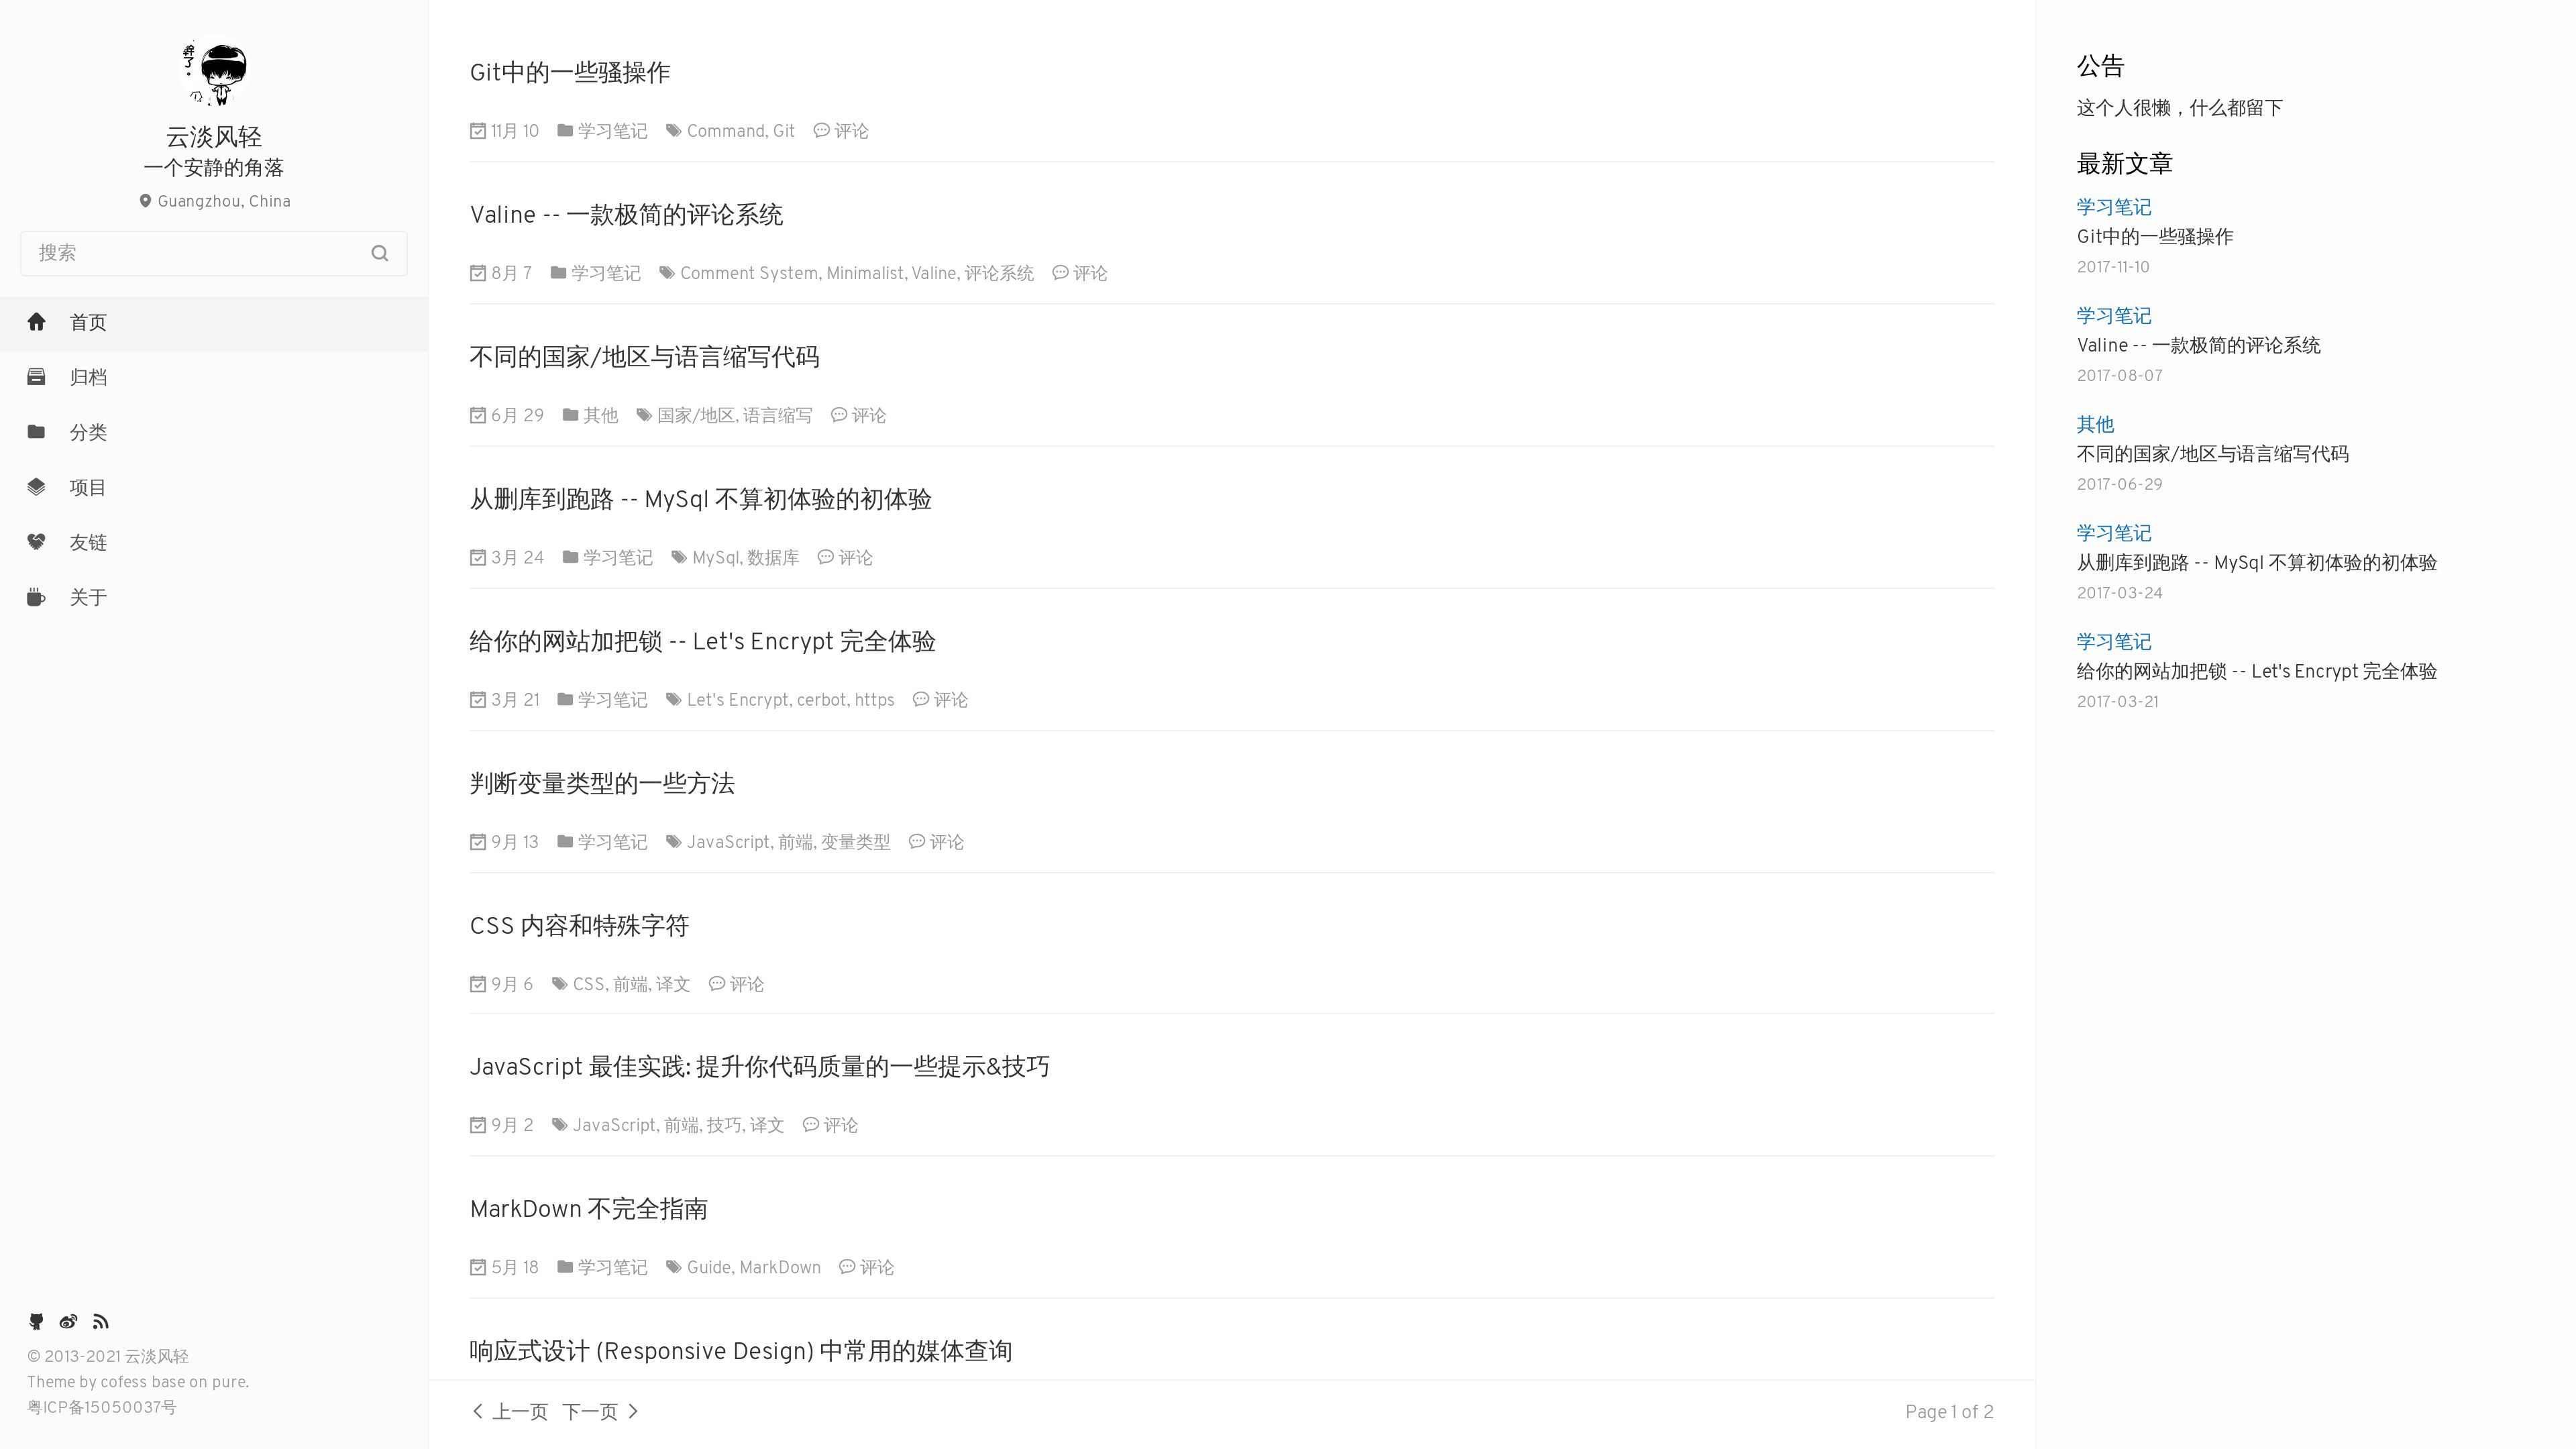 云淡风轻
一个安静的角落
Guangzhou, China
搜索
首页
归档
分类
项目
友链
关于
© 2013-2021 云淡风轻
Theme by cofess base on pure.
粤ICP备15050037号
Git中的一些骚操作
11月 10 学习笔记 Command, Git 评论
Valine -- 一款极简的评论系统
8月 7 学习笔记 Comment System, Minimalist, Valine, 评论系统 评论
不同的国家/地区与语言缩写代码
6月 29 其他 国家/地区, 语言缩写 评论
从删库到跑路 -- MySql 不算初体验的初体验
3月 24 学习笔记 MySql, 数据库 评论
给你的网站加把锁 -- Let's Encrypt 完全体验
3月 21 学习笔记 Let's Encrypt, cerbot, https 评论
判断变量类型的一些方法
9月 13 学习笔记 JavaScript, 前端, 变量类型 评论
CSS 内容和特殊字符
9月 6 CSS, 前端, 译文 评论
JavaScript 最佳实践: 提升你代码质量的一些提示&技巧
9月 2 JavaScript, 前端, 技巧, 译文 评论
MarkDown 不完全指南
5月 18 学习笔记 Guide, MarkDown 评论
响应式设计 (Responsive Design) 中常用的媒体查询
上一页 下一页
Page 1 of 2
公告
这个人很懒，什么都留下
最新文章
学习笔记
Git中的一些骚操作
2017-11-10
学习笔记
Valine -- 一款极简的评论系统
2017-08-07
其他
不同的国家/地区与语言缩写代码
2017-06-29
学习笔记
从删库到跑路 -- MySql 不算初体验的初体验
2017-03-24
学习笔记
给你的网站加把锁 -- Let's Encrypt 完全体验
2017-03-21